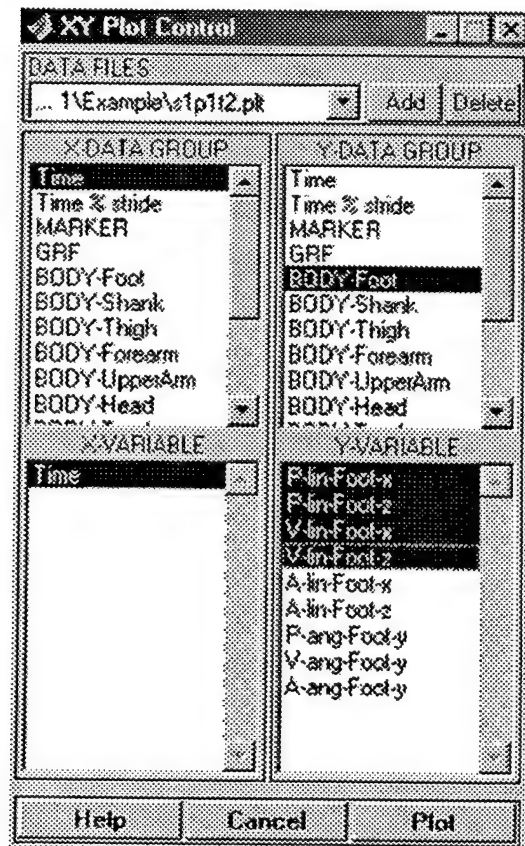 XY Plot Control
DATA FILES
... 1\Example\s1p1t2.plt
Add
Delete
X-DATA GROUP
Time
Time % stride
MARKER
GRF
BODY-Foot
BODY-Shank
BODY-Thigh
BODY-Forearm
BODY-UpperArm
BODY-Head
Y-DATA GROUP
Time
Time % stride
MARKER
GRF
BODY-Foot
BODY-Shank
BODY-Thigh
BODY-Forearm
BODY-UpperArm
BODY-Head
X-VARIABLE
Time
Y-VARIABLE
P-lin-Foot-x
P-lin-Foot-z
V-lin-Foot-x
V-lin-Foot-z
A-lin-Foot-x
A-lin-Foot-z
P-ang-Foot-y
V-ang-Foot-y
A-ang-Foot-y
Help
Cancel
Plot